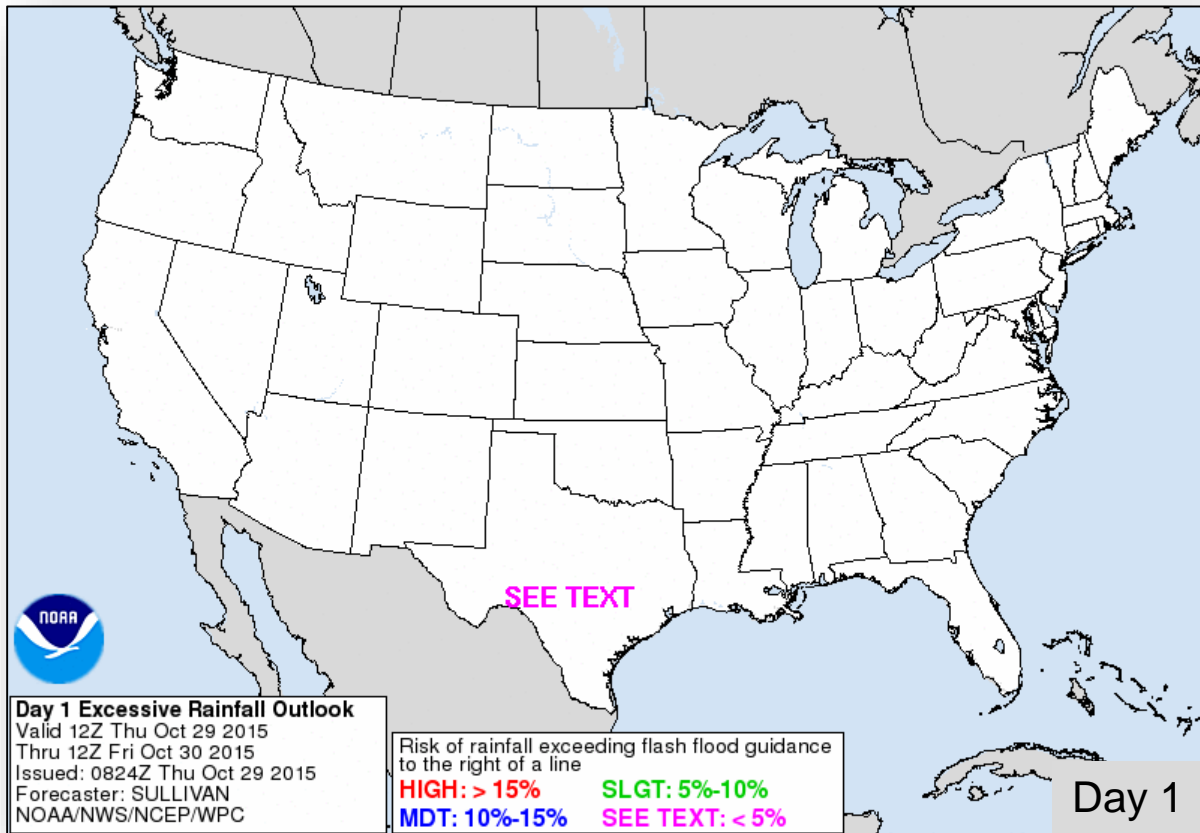 SEE TEXT
NOAA
Day 1 Excessive Rainfall Outlook
Valid 12Z Thu Oct 29 2015
Thru 12Z Fri Oct 30 2015
Issued: 0824Z Thu Oct 29 2015
Forecaster: SULLIVAN
NOAA/NWS/NCEP/WPC
Risk of rainfall exceeding flash flood guidance
to the right of a line
HIGH: > 15% SLGT: 5%-10%
MDT: 10%-15% SEE TEXT: < 5%
Day 1